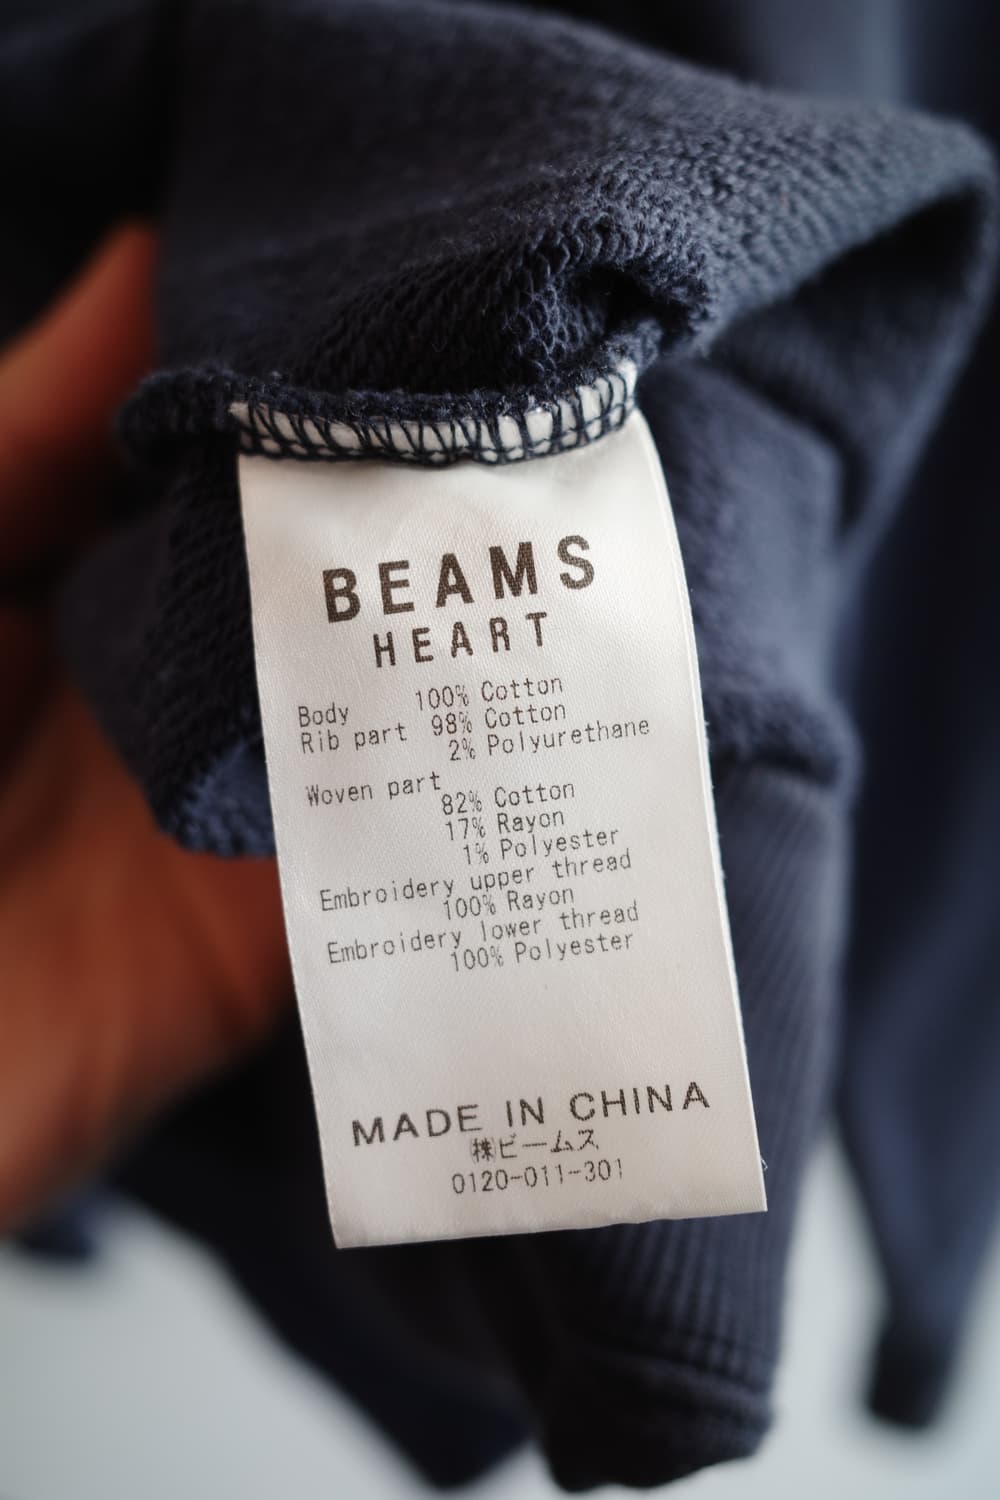 BEAMS
HEART
Body 100% Cotton
Rib part 98% Cotton
2% Polyurethane
Woven part
82% Cotton
17% Rayon
1% Polyester
Embroidery upper thread
100% Rayon
Embroidery lower thread
100% Polyester
MADE IN CHINA
㈱ビームス
0120-011-301